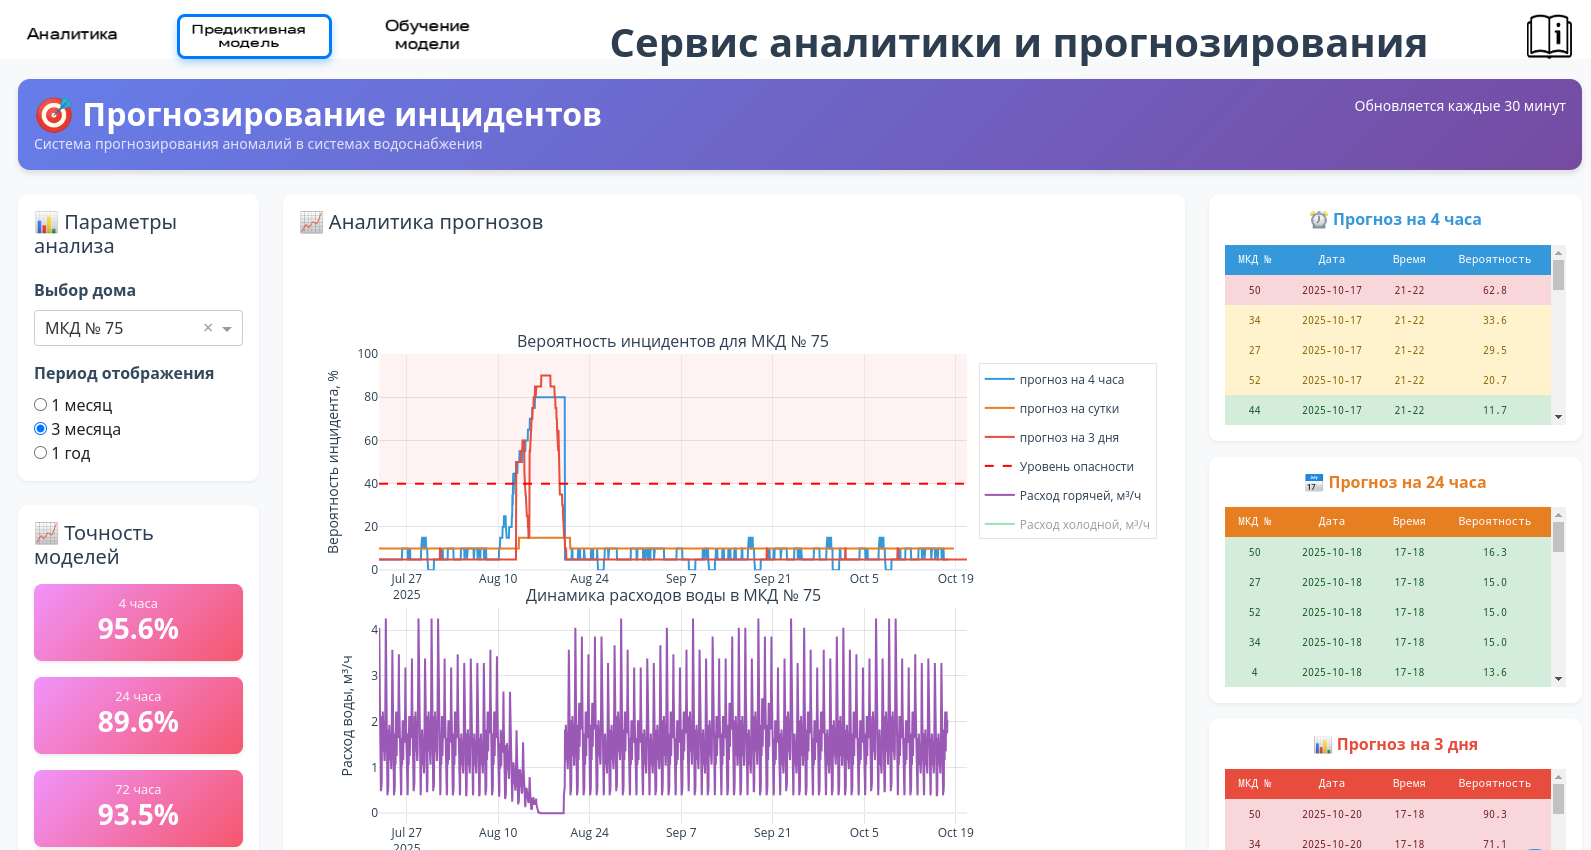 Аналитика
Предиктивная
модель
Обучение
модели
Сервис аналитики и прогнозирования
Прогнозирование инцидентов
Система прогнозирования аномалий в системах водоснабжения
Обновляется каждые 30 минут
Параметры
анализа
Выбор дома
МКД № 75
Период отображения
1 месяц
3 месяца
1 год
Точность
моделей
4 часа
95.6%
24 часа
89.6%
72 часа
93.5%
Аналитика прогнозов
Вероятность инцидентов для МКД № 75
Вероятность инцидента, %
100
80
60
40
20
0
Jul 27
2025
Aug 10
Aug 24
Sep 7
Sep 21
Oct 5
Oct 19
прогноз на 4 часа
прогноз на сутки
прогноз на 3 дня
Уровень опасности
Расход горячей, м³/ч
Расход холодной, м³/ч
Динамика расходов воды в МКД № 75
Расход воды, м³/ч
4
3
2
1
0
Jul 27
2025
Aug 10
Aug 24
Sep 7
Sep 21
Oct 5
Oct 19
Прогноз на 4 часа
МКД № Дата Время Вероятность
50 2025-10-17 21-22 62.8
34 2025-10-17 21-22 33.6
27 2025-10-17 21-22 29.5
52 2025-10-17 21-22 20.7
44 2025-10-17 21-22 11.7
Прогноз на 24 часа
МКД № Дата Время Вероятность
50 2025-10-18 17-18 16.3
27 2025-10-18 17-18 15.0
52 2025-10-18 17-18 15.0
34 2025-10-18 17-18 15.0
4 2025-10-18 17-18 13.6
Прогноз на 3 дня
МКД № Дата Время Вероятность
50 2025-10-20 17-18 90.3
34 2025-10-20 17-18 71.1